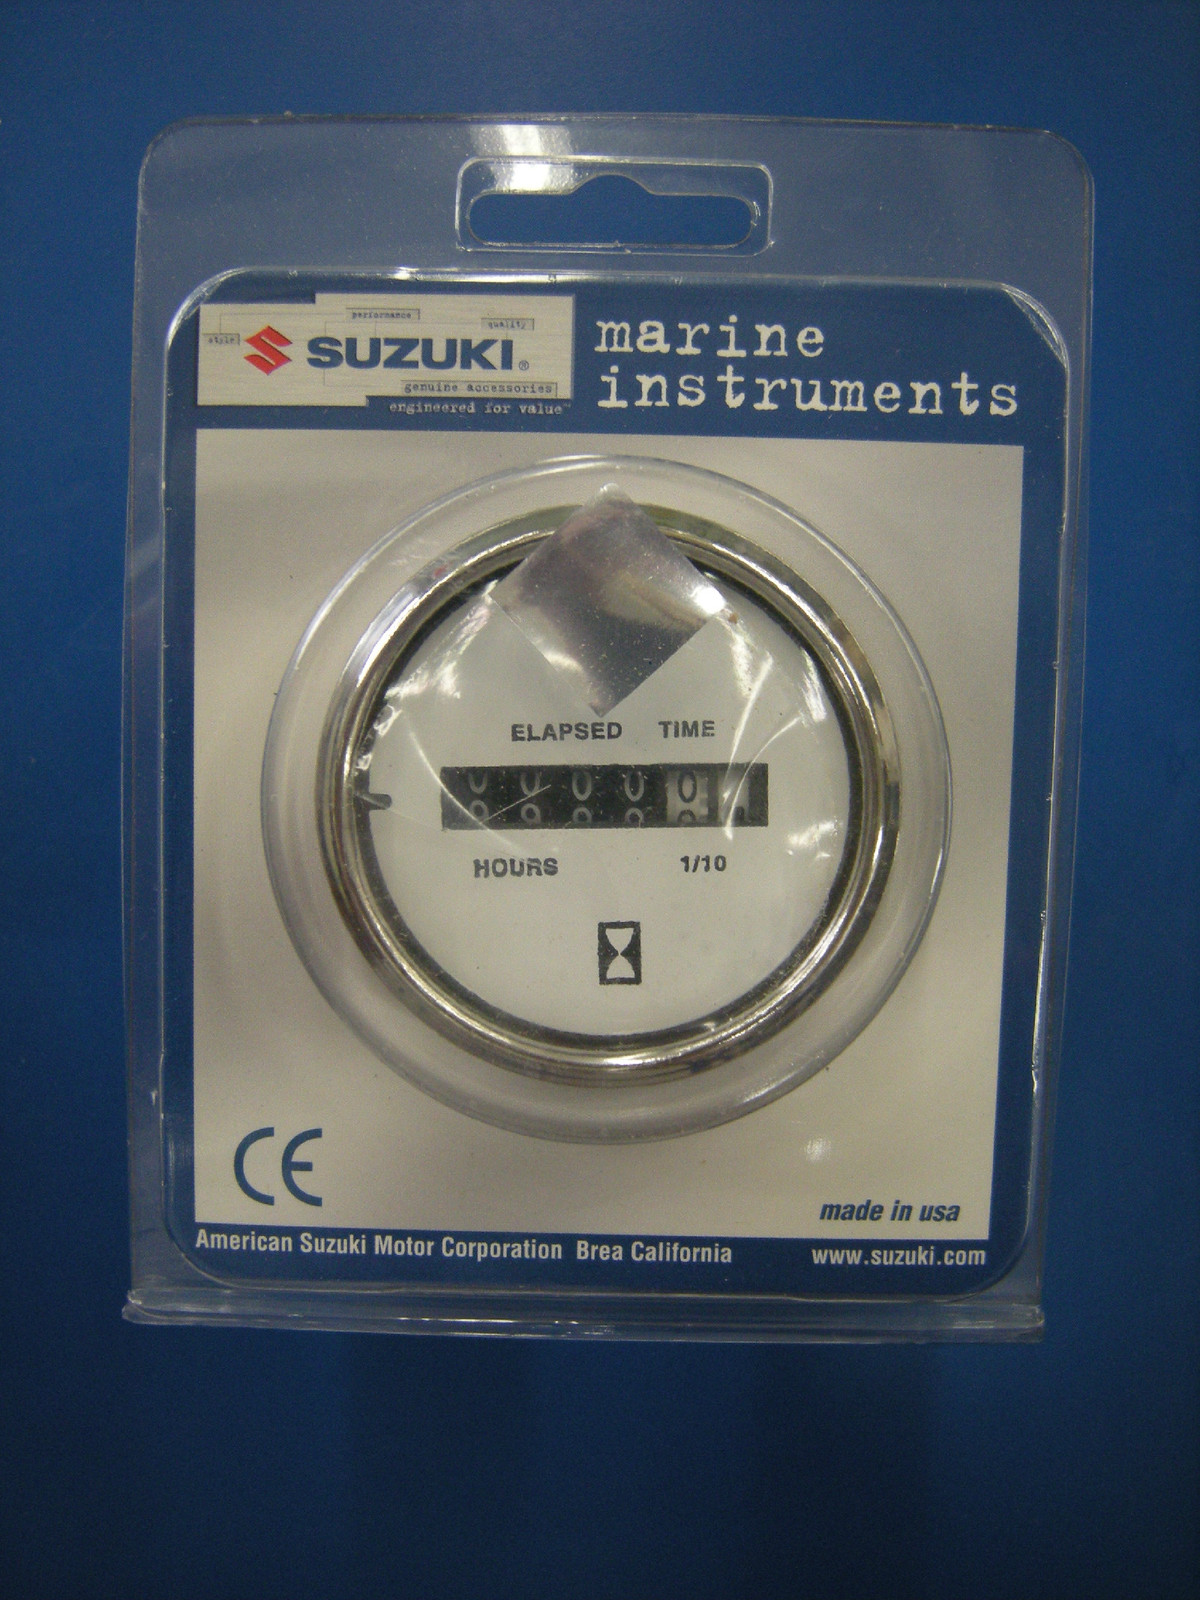 performance
quality
style
SUZUKI®
genuine accessories
engineered for value™
marine
instruments
ELAPSED TIME
0 0 0 0 0
HOURS 1/10
CE
made in usa
American Suzuki Motor Corporation Brea California
www.suzuki.com